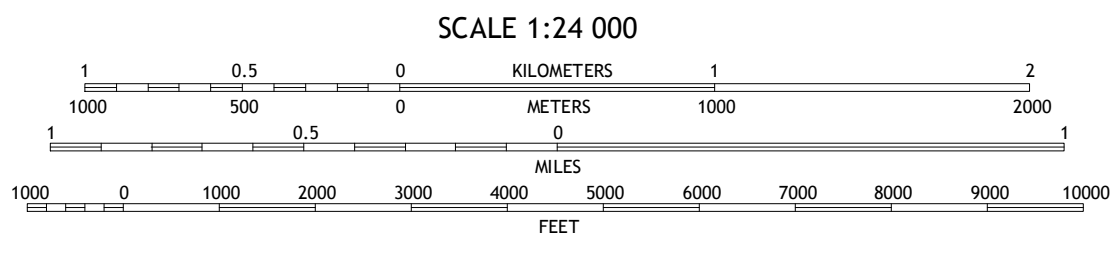 SCALE 1:24 000
1 0.5 0 KILOMETERS 1 2
1000 500 0 METERS 1000 2000
1 0.5 0 1
MILES
1000 0 1000 2000 3000 4000 5000 6000 7000 8000 9000 10000
FEET